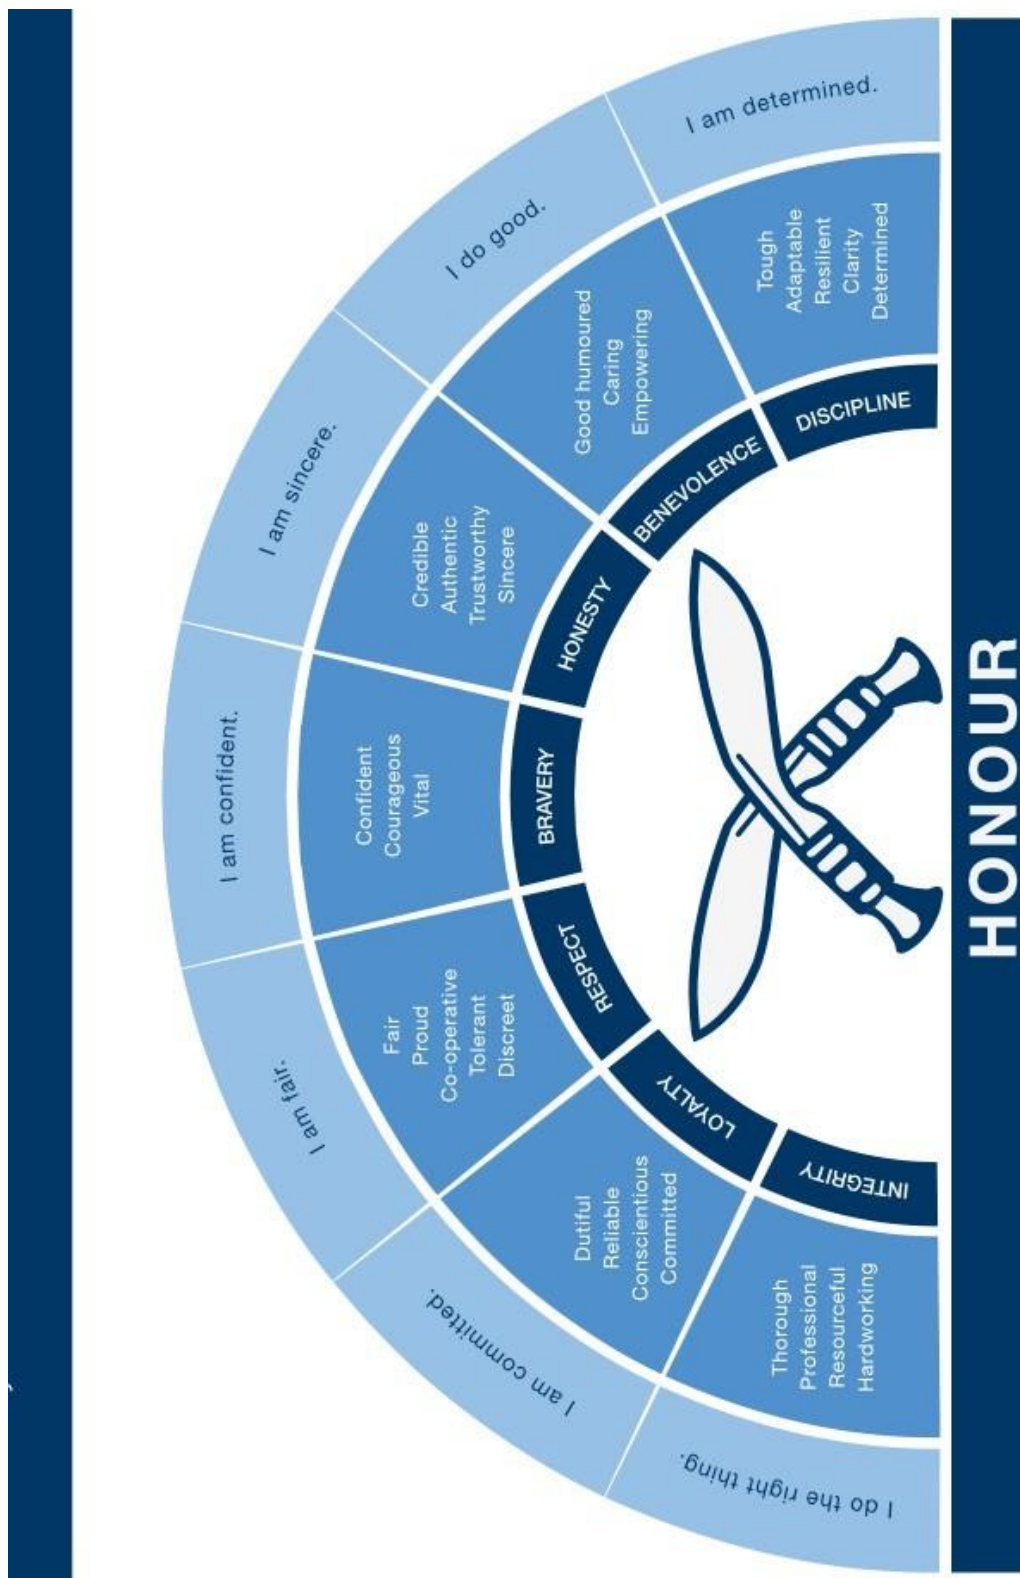 I do the right thing.
Thorough
Professional
Resourceful
Hardworking
INTEGRITY
I am committed.
Dutiful
Reliable
Conscientious
Committed
LOYALTY
I am fair.
Fair
Proud
Co-operative
Tolerant
Discreet
RESPECT
I am confident.
Confident
Courageous
Vital
BRAVERY
I am sincere.
Credible
Authentic
Trustworthy
Sincere
HONESTY
I do good.
Good humoured
Caring
Empowering
BENEVOLENCE
I am determined.
Tough
Adaptable
Resilient
Clarity
Determined
DISCIPLINE
HONOUR